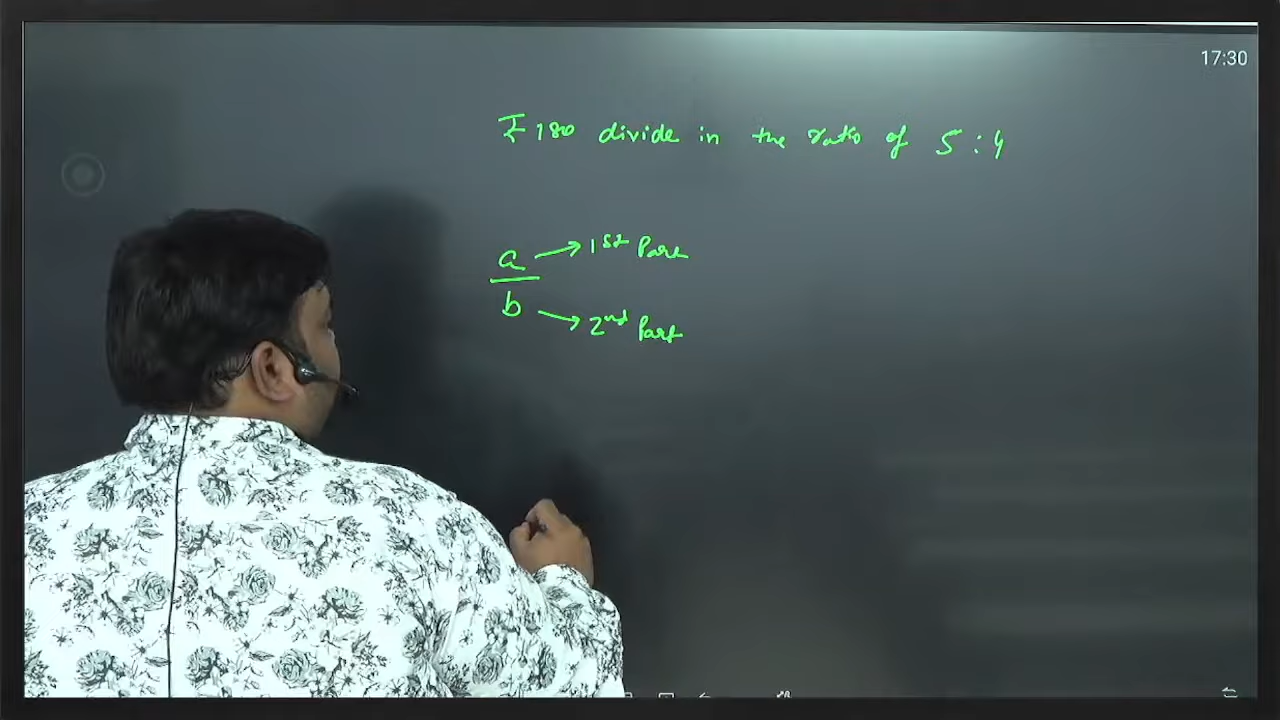 17:30
₹180 divide in the ratio of 5:4
a → 1st Part
b → 2nd Part